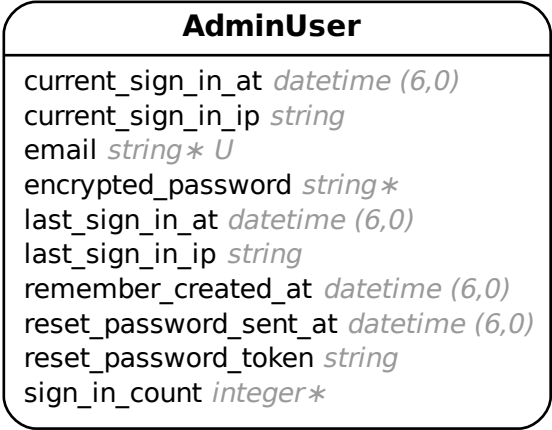 AdminUser
current_sign_in_at datetime (6,0)
current_sign_in_ip string
email string∗ U
encrypted_password string∗
last_sign_in_at datetime (6,0)
last_sign_in_ip string
remember_created_at datetime (6,0)
reset_password_sent_at datetime (6,0)
reset_password_token string
sign_in_count integer∗